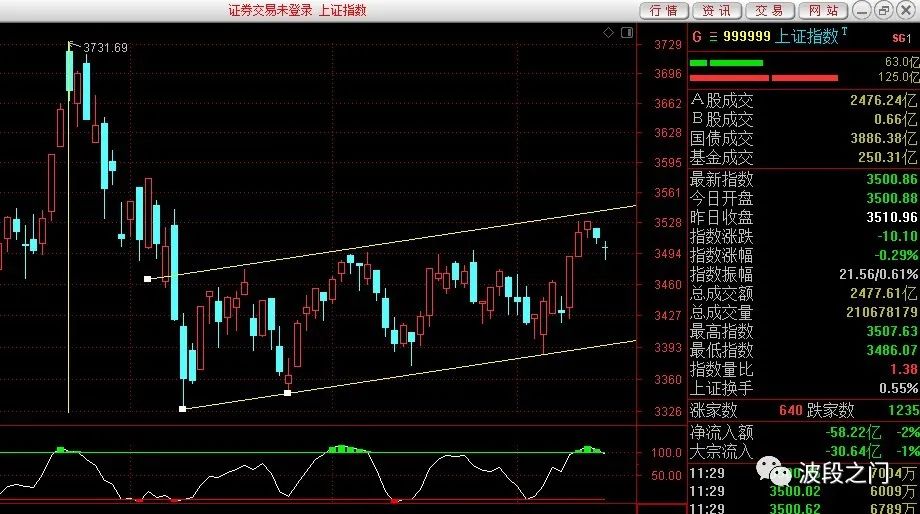 证券交易未登录 上证指数
行情 资讯 交易 网站
3731.69
3729
3696
3662
3628
3595
3561
3528
3494
3460
3427
3393
3360
3326
100.0
50.00
G 三 999999 上证指数 T SG1
63.0亿
125.0亿
A股成交 2476.24亿
B股成交 0.66亿
国债成交 3886.38亿
基金成交 250.31亿
最新指数 3500.86
今日开盘 3500.88
昨日收盘 3510.96
指数涨跌 -10.10
指数涨幅 -0.29%
指数振幅 21.56/0.61%
总成交额 2477.61亿
总成交量 210678179
最高指数 3507.63
最低指数 3486.07
指数量比 1.38
上证换手 0.55%
涨家数 640 跌家数 1235
净流入额 -58.22亿 -2%
大宗流入 -30.64亿 -1%
11:29 7004万
11:29 3500.02 6009万
11:29 3500.62 6789万
波段之门